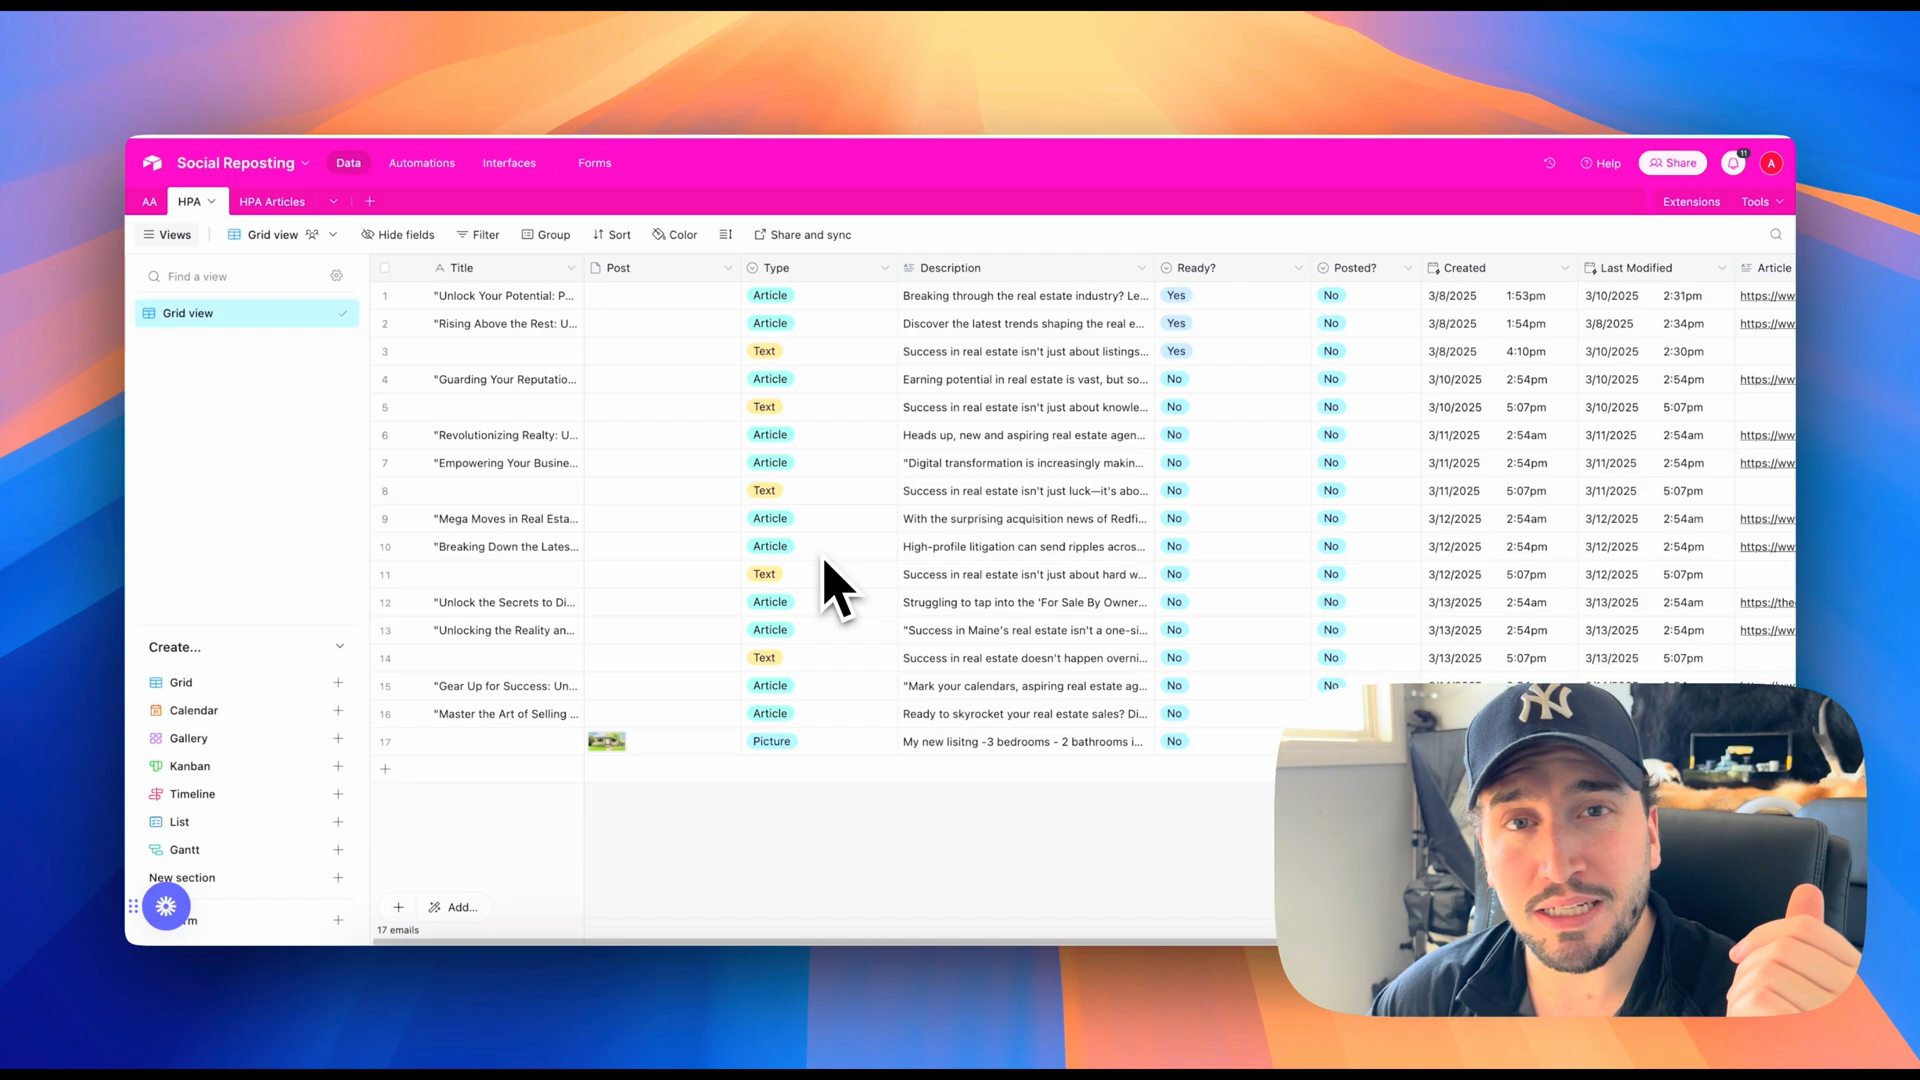 Social Reposting Data Automations Interfaces Forms Help Share 11 A
AA HPA HPA Articles + Extensions Tools
Views Grid view Hide fields Filter Group Sort Color Share and sync
Find a view
Grid view
Create...
Grid
Calendar
Gallery
Kanban
Timeline
List
Gantt
New section
rm
Title Post Type Description Ready? Posted? Created Last Modified Article
1 "Unlock Your Potential: P... Article Breaking through the real estate industry? Le... Yes No 3/8/2025 1:53pm 3/10/2025 2:31pm https://ww
2 "Rising Above the Rest: U... Article Discover the latest trends shaping the real e... Yes No 3/8/2025 1:54pm 3/8/2025 2:34pm https://ww
3 Text Success in real estate isn't just about listings... Yes No 3/8/2025 4:10pm 3/10/2025 2:30pm
4 "Guarding Your Reputatio... Article Earning potential in real estate is vast, but so... No No 3/10/2025 2:54pm 3/10/2025 2:54pm https://ww
5 Text Success in real estate isn't just about knowle... No No 3/10/2025 5:07pm 3/10/2025 5:07pm
6 "Revolutionizing Realty: U... Article Heads up, new and aspiring real estate agen... No No 3/11/2025 2:54am 3/11/2025 2:54am https://ww
7 "Empowering Your Busine... Article "Digital transformation is increasingly makin... No No 3/11/2025 2:54pm 3/11/2025 2:54pm https://ww
8 Text Success in real estate isn't just luck—it's abo... No No 3/11/2025 5:07pm 3/11/2025 5:07pm
9 "Mega Moves in Real Esta... Article With the surprising acquisition news of Redfi... No No 3/12/2025 2:54am 3/12/2025 2:54am https://ww
10 "Breaking Down the Lates... Article High-profile litigation can send ripples acros... No No 3/12/2025 2:54pm 3/12/2025 2:54pm https://ww
11 Text Success in real estate isn't just about hard w... No No 3/12/2025 5:07pm 3/12/2025 5:07pm
12 "Unlock the Secrets to Di... Article Struggling to tap into the 'For Sale By Owner... No No 3/13/2025 2:54am 3/13/2025 2:54am https://the
13 "Unlocking the Reality an... Article "Success in Maine's real estate isn't a one-si... No No 3/13/2025 2:54pm 3/13/2025 2:54pm https://ww
14 Text Success in real estate doesn't happen overni... No No 3/13/2025 5:07pm 3/13/2025 5:07pm
15 "Gear Up for Success: Un... Article "Mark your calendars, aspiring real estate ag... No No
16 "Master the Art of Selling ... Article Ready to skyrocket your real estate sales? Di... No
17 Picture My new lisitng -3 bedrooms - 2 bathrooms i... No
+
+ Add...
17 emails
NY